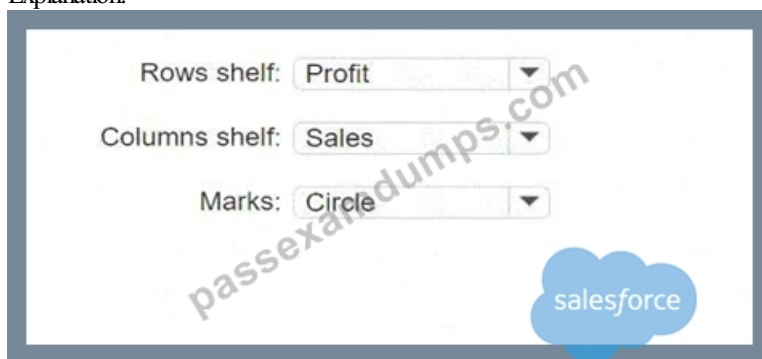 Explanation:
Rows shelf: Profit
Columns shelf: Sales
Marks: Circle
passexamdumps.com
salesforce